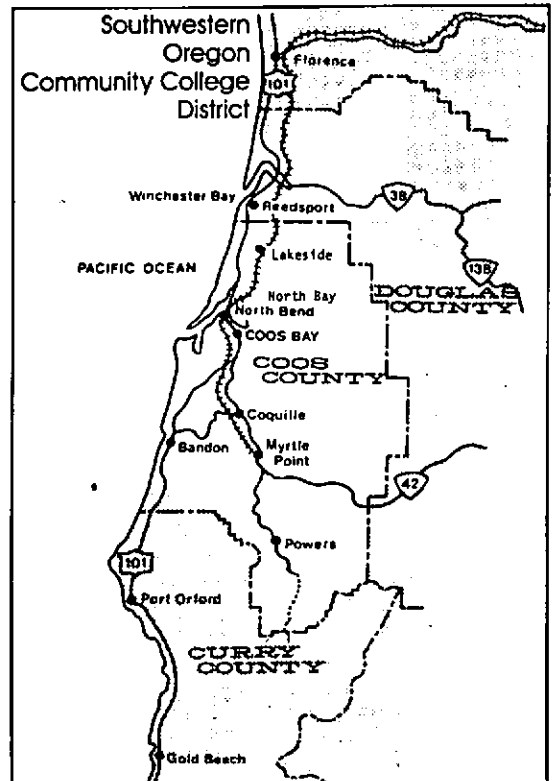 Southwestern
Oregon
Community College
District
Florence
101
Winchester Bay
Reedsport
38
138
Lakeside
PACIFIC OCEAN
DOUGLAS
COUNTY
North Bay
North Bend
COOS BAY
COOS
COUNTY
Coquille
Bandon
Myrtle
Point
42
Powers
101
Port Orford
CURRY
COUNTY
Gold Beach